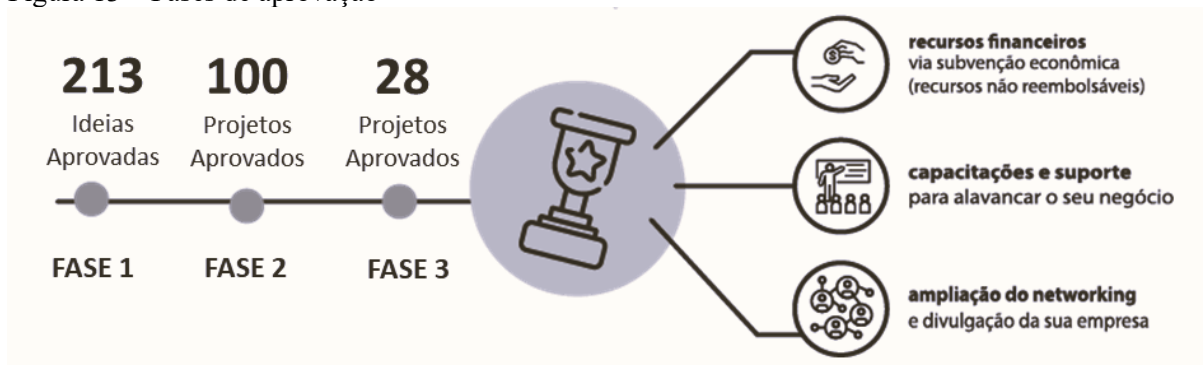 213
Ideias
Aprovadas
FASE 1
100
Projetos
Aprovados
FASE 2
28
Projetos
Aprovados
FASE 3
recursos financeiros
via subvenção econômica
(recursos não reembolsáveis)
capacitações e suporte
para alavancar o seu negócio
ampliação do networking
e divulgação da sua empresa